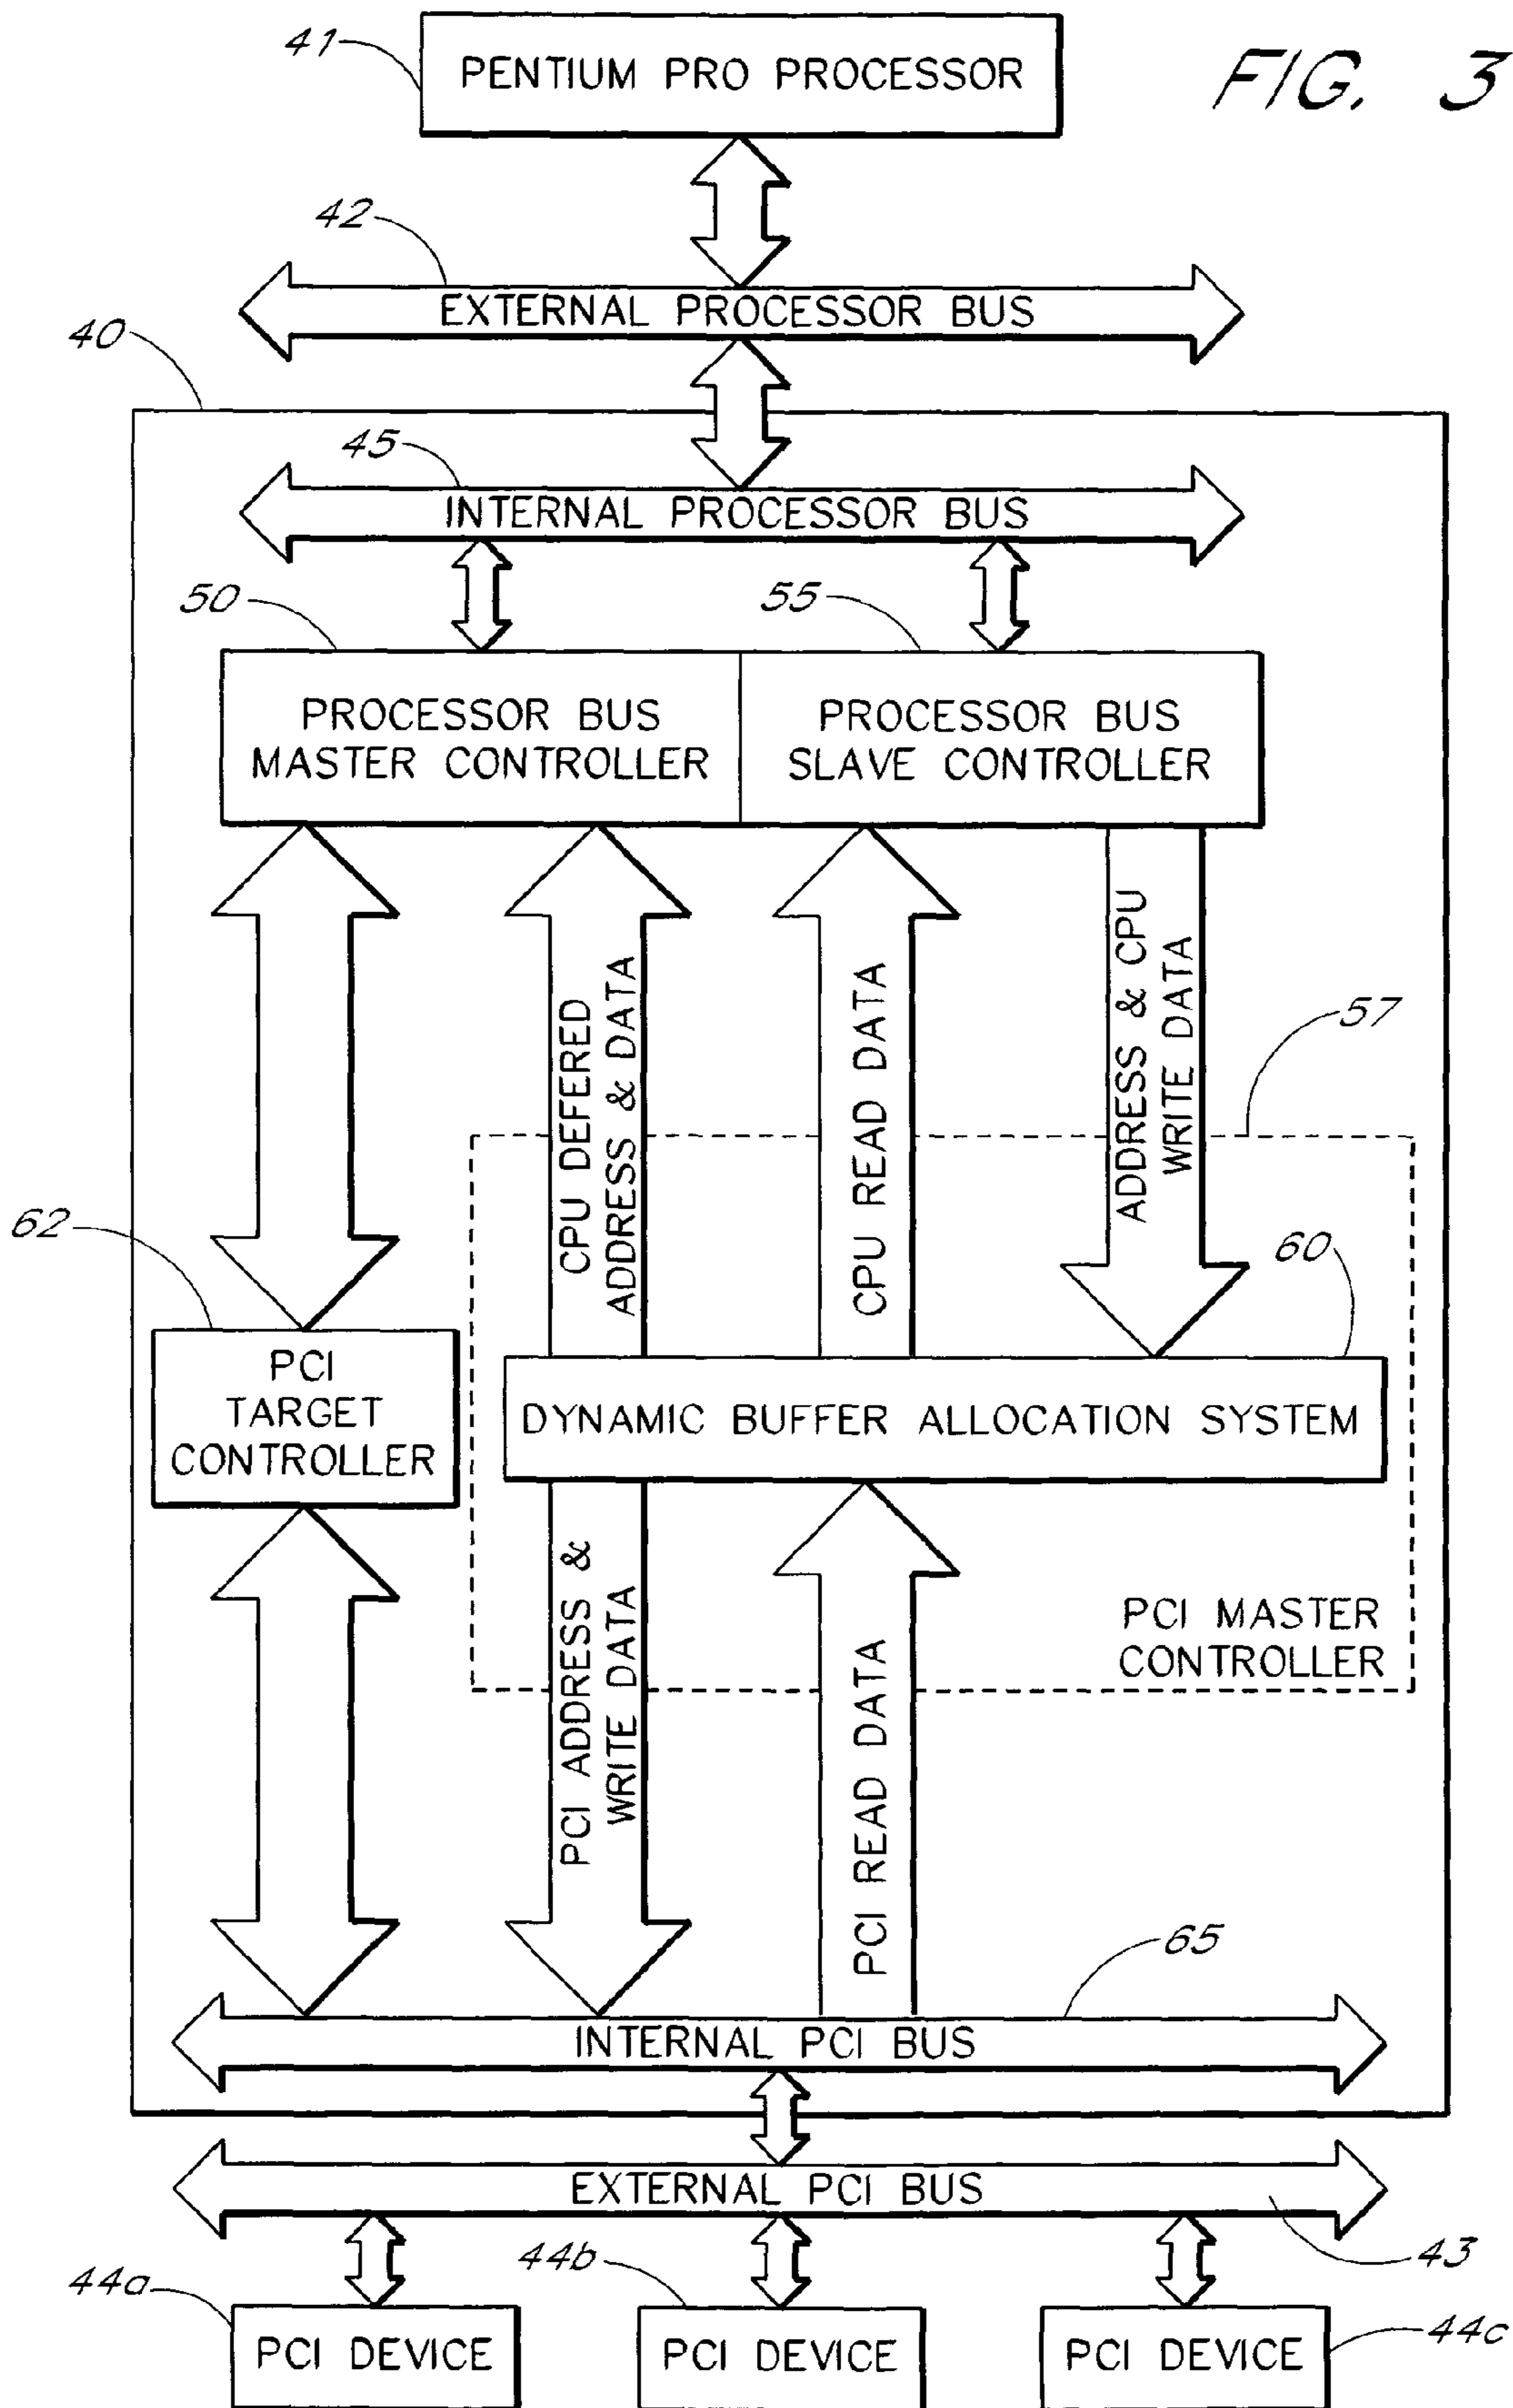 41
PENTIUM PRO PROCESSOR
FIG. 3
42
EXTERNAL PROCESSOR BUS
40
45
INTERNAL PROCESSOR BUS
50
55
PROCESSOR BUS
MASTER CONTROLLER
PROCESSOR BUS
SLAVE CONTROLLER
CPU DEFERED
ADDRESS & DATA
CPU READ DATA
ADDRESS & CPU
WRITE DATA
57
62
60
PCI
TARGET
CONTROLLER
DYNAMIC BUFFER ALLOCATION SYSTEM
PCI ADDRESS &
WRITE DATA
PCI READ DATA
PCI MASTER
CONTROLLER
65
INTERNAL PCI BUS
EXTERNAL PCI BUS
43
44a
44b
44c
PCI DEVICE
PCI DEVICE
PCI DEVICE